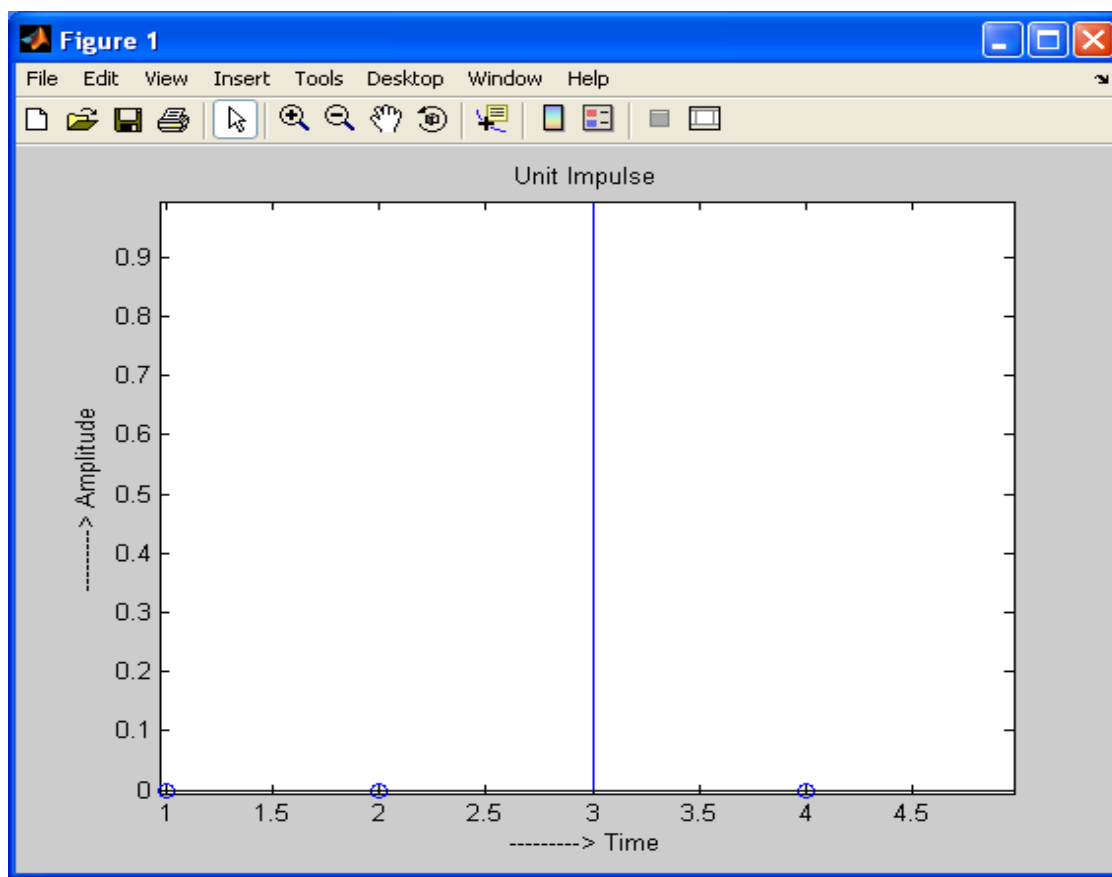 Figure 1
File Edit View Insert Tools Desktop Window Help
Unit Impulse
0.9
0.8
0.7
0.6
0.5
0.4
0.3
0.2
0.1
0
---------> Amplitude
1 1.5 2 2.5 3 3.5 4 4.5
---------> Time